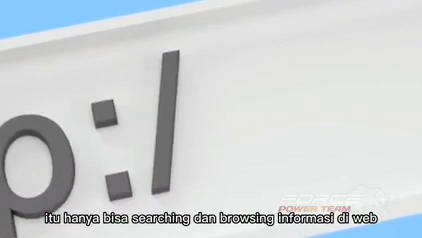 p:/
POWER TEAM
itu hanya bisa searching dan browsing informasi di web